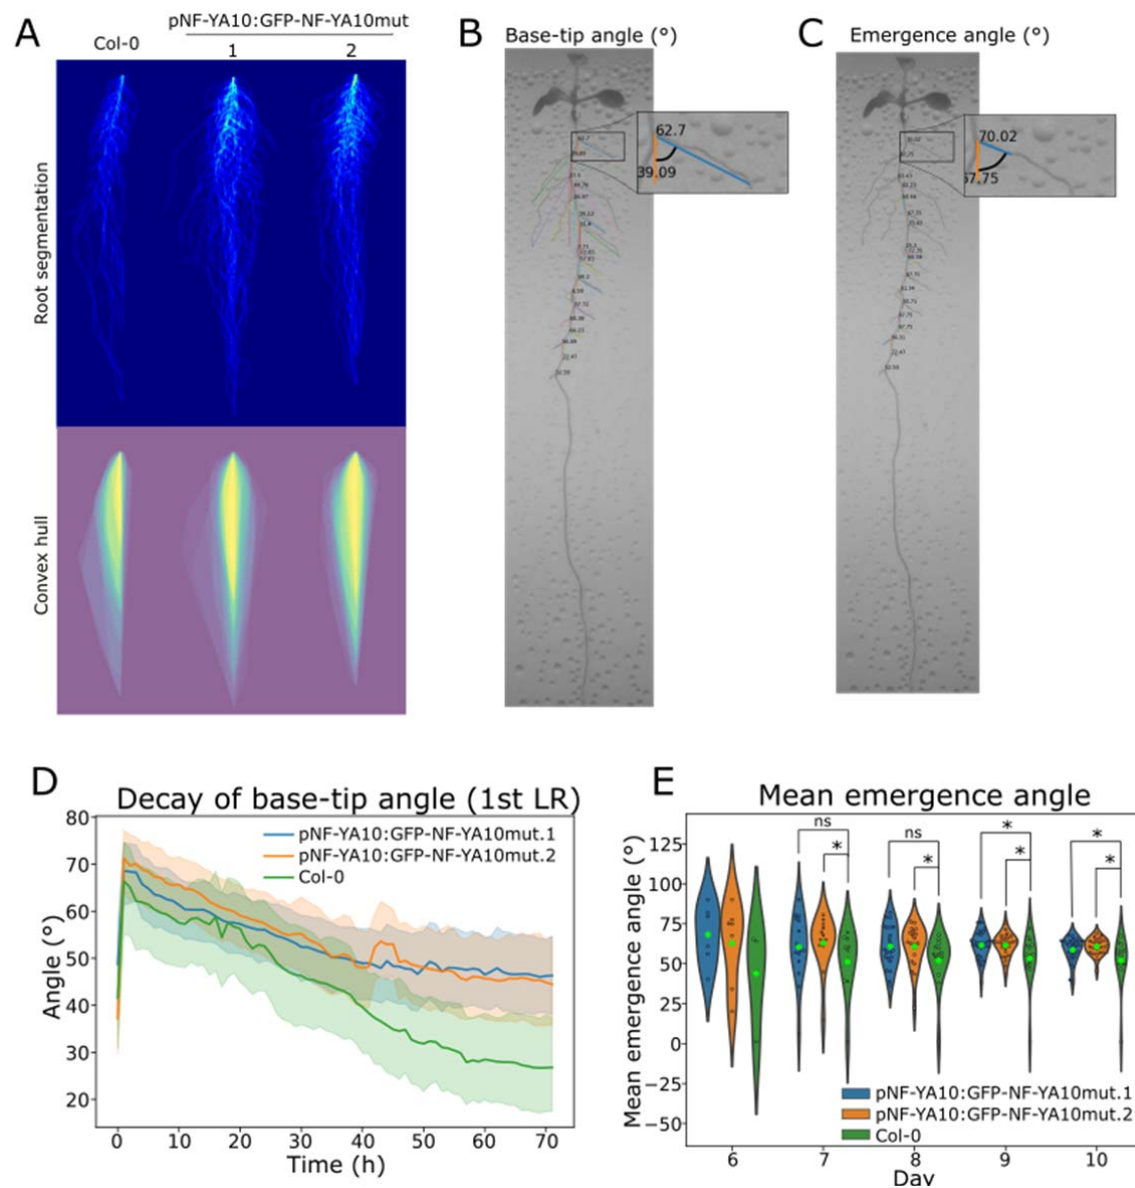 A
pNF-YA10:GFP-NF-YA10mut
Col-0
1
2
Root segmentation
Convex hull
B
Base-tip angle (°)
62.7
39.09
C
Emergence angle (°)
70.02
67.75
D
Decay of base-tip angle (1st LR)
pNF-YA10:GFP-NF-YA10mut.1
pNF-YA10:GFP-NF-YA10mut.2
Col-0
80
70
60
50
40
30
20
Angle (°)
0
10
20
30
40
50
60
70
Time (h)
E
Mean emergence angle
ns
*
ns
*
*
*
*
*
125
100
75
50
25
0
−25
−50
Mean emergence angle (°)
pNF-YA10:GFP-NF-YA10mut.1
pNF-YA10:GFP-NF-YA10mut.2
Col-0
6
7
8
9
10
Day